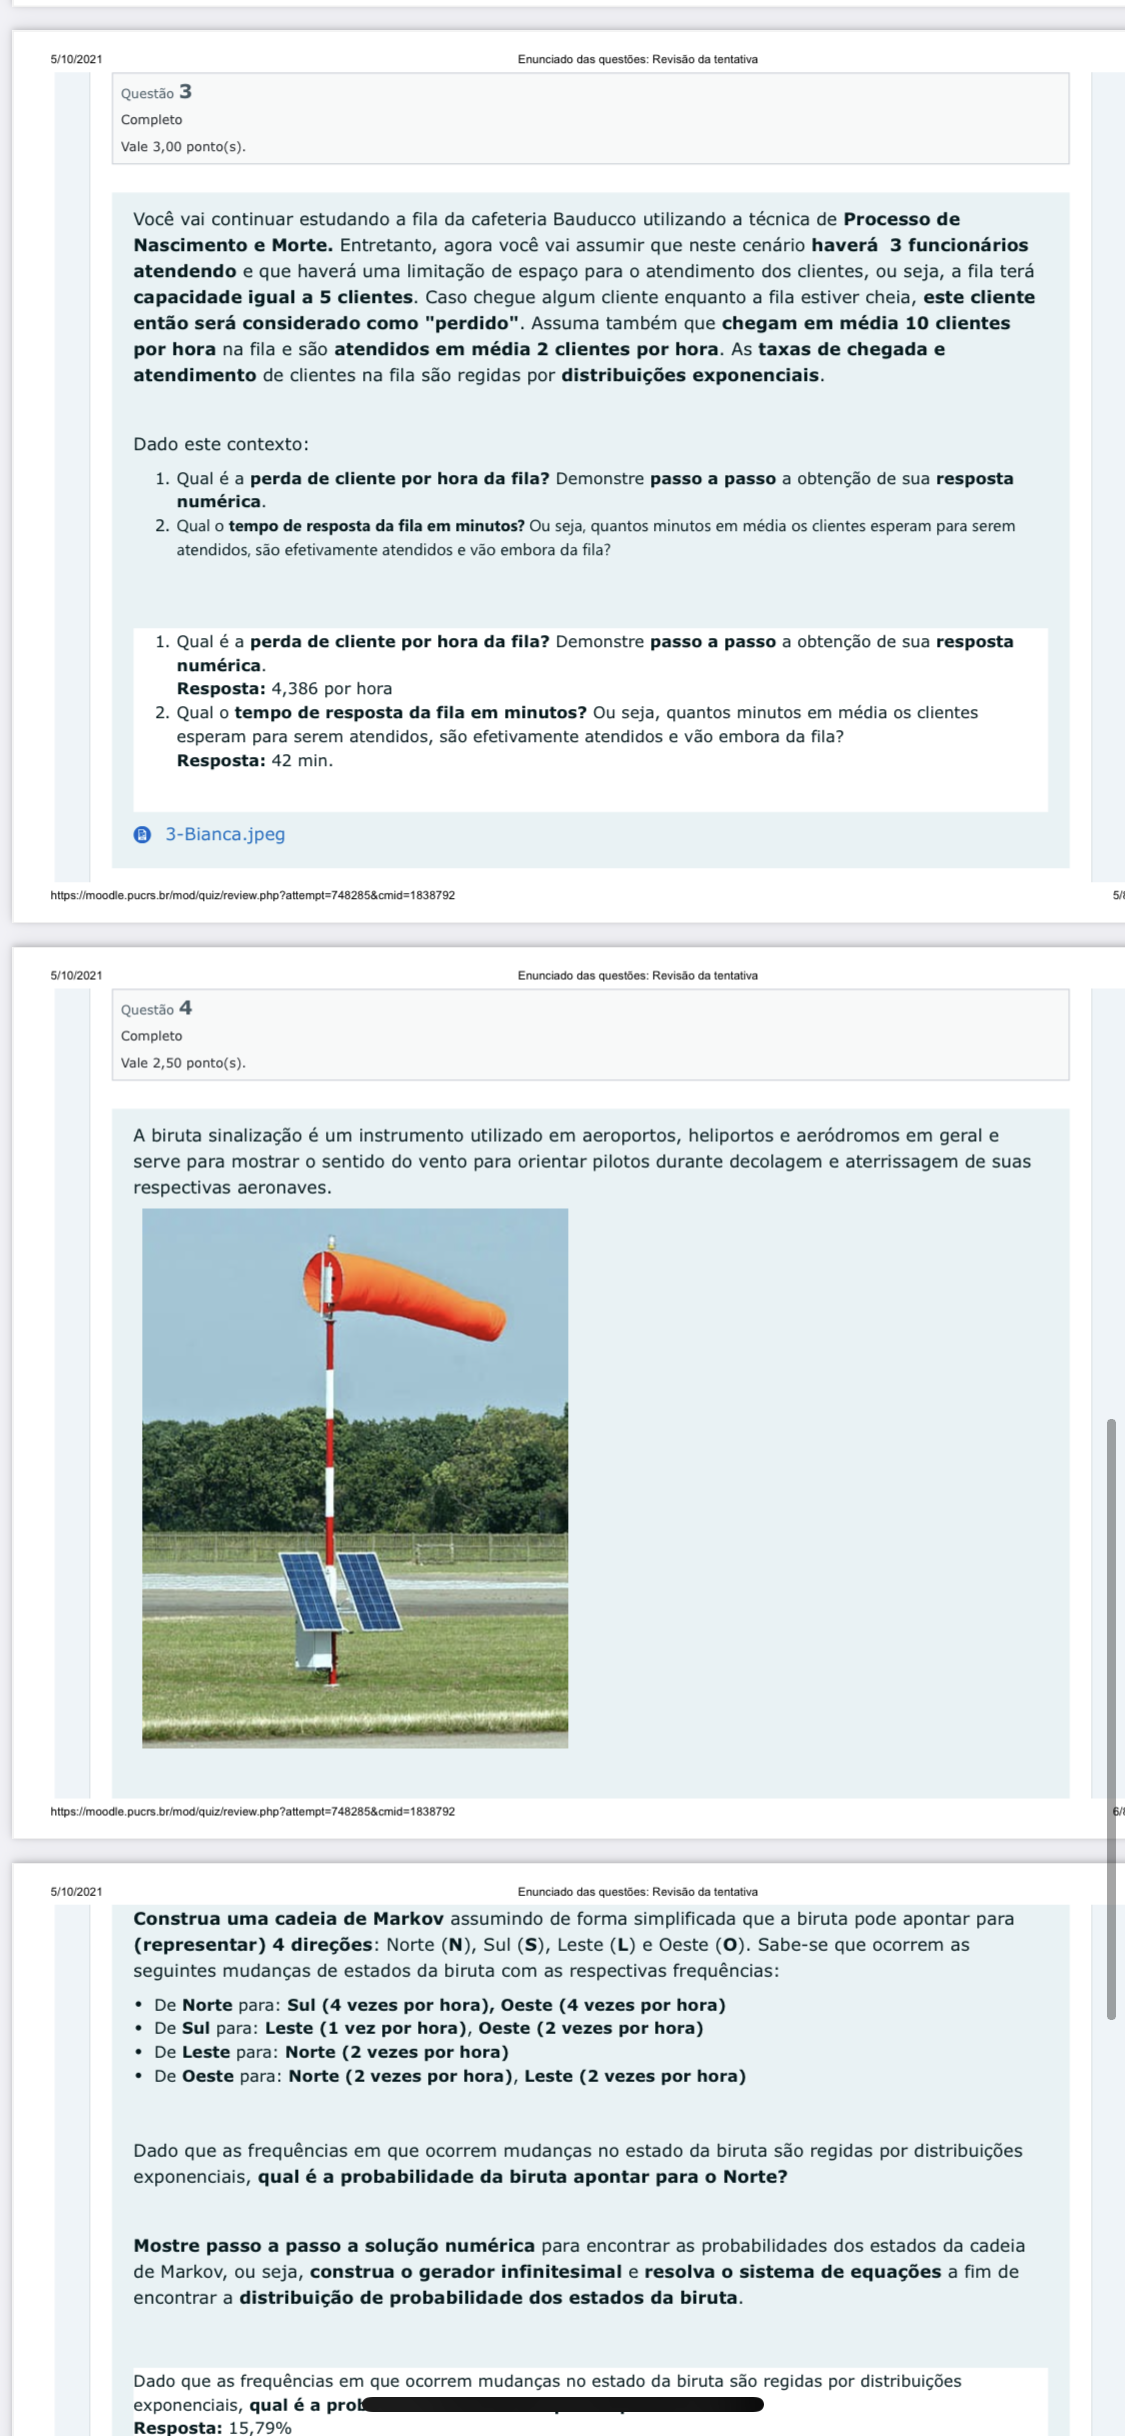 5/10/2021 Enunciado das questões: Revisão da tentativa
Questão 3
Completo
Vale 3,00 ponto(s).
Você vai continuar estudando a fila da cafeteria Bauducco utilizando a técnica de Processo de
Nascimento e Morte. Entretanto, agora você vai assumir que neste cenário haverá 3 funcionários
atendendo e que haverá uma limitação de espaço para o atendimento dos clientes, ou seja, a fila terá
capacidade igual a 5 clientes. Caso chegue algum cliente enquanto a fila estiver cheia, este cliente
então será considerado como "perdido". Assuma também que chegam em média 10 clientes
por hora na fila e são atendidos em média 2 clientes por hora. As taxas de chegada e
atendimento de clientes na fila são regidas por distribuições exponenciais.
Dado este contexto:
1. Qual é a perda de cliente por hora da fila? Demonstre passo a passo a obtenção de sua resposta
numérica.
2. Qual o tempo de resposta da fila em minutos? Ou seja, quantos minutos em média os clientes esperam para serem
atendidos, são efetivamente atendidos e vão embora da fila?
1. Qual é a perda de cliente por hora da fila? Demonstre passo a passo a obtenção de sua resposta
numérica.
Resposta: 4,386 por hora
2. Qual o tempo de resposta da fila em minutos? Ou seja, quantos minutos em média os clientes
esperam para serem atendidos, são efetivamente atendidos e vão embora da fila?
Resposta: 42 min.
3-Bianca.jpeg
https://moodle.pucrs.br/mod/quiz/review.php?attempt=748285&cmid=1838792 5/8
5/10/2021 Enunciado das questões: Revisão da tentativa
Questão 4
Completo
Vale 2,50 ponto(s).
A biruta sinalização é um instrumento utilizado em aeroportos, heliportos e aeródromos em geral e
serve para mostrar o sentido do vento para orientar pilotos durante decolagem e aterrissagem de suas
respectivas aeronaves.
https://moodle.pucrs.br/mod/quiz/review.php?attempt=748285&cmid=1838792 6/8
5/10/2021 Enunciado das questões: Revisão da tentativa
Construa uma cadeia de Markov assumindo de forma simplificada que a biruta pode apontar para
(representar) 4 direções: Norte (N), Sul (S), Leste (L) e Oeste (O). Sabe-se que ocorrem as
seguintes mudanças de estados da biruta com as respectivas frequências:
• De Norte para: Sul (4 vezes por hora), Oeste (4 vezes por hora)
• De Sul para: Leste (1 vez por hora), Oeste (2 vezes por hora)
• De Leste para: Norte (2 vezes por hora)
• De Oeste para: Norte (2 vezes por hora), Leste (2 vezes por hora)
Dado que as frequências em que ocorrem mudanças no estado da biruta são regidas por distribuições
exponenciais, qual é a probabilidade da biruta apontar para o Norte?
Mostre passo a passo a solução numérica para encontrar as probabilidades dos estados da cadeia
de Markov, ou seja, construa o gerador infinitesimal e resolva o sistema de equações a fim de
encontrar a distribuição de probabilidade dos estados da biruta.
Dado que as frequências em que ocorrem mudanças no estado da biruta são regidas por distribuições
exponenciais, qual é a prob
Resposta: 15,79%